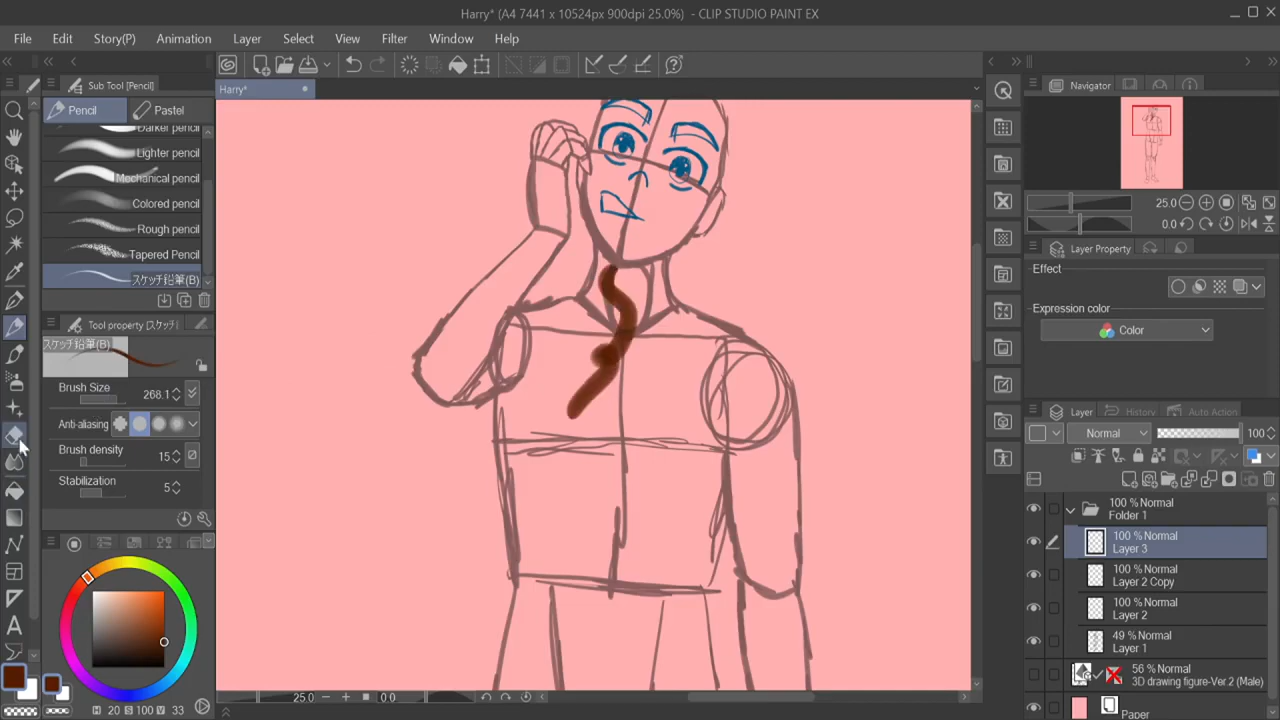 Harry* (A4 7441 x 10524px 900dpi 25.0%) - CLIP STUDIO PAINT EX
File Edit Story(P) Animation Layer Select View Filter Window Help
Sub Tool [Pencil]
Pencil Pastel
Darker pencil
Lighter pencil
Mechanical pencil
Colored pencil
Rough pencil
Tapered Pencil
スケッチ鉛筆(B)
Tool property [スケッチ
スケッチ鉛筆(B)
Brush Size 268.1
Anti-aliasing
Brush density 15
Stabilization 5
H 20 S 100 V 33
Harry*
25.0 0.0
Navigator
25.0
0.0
Layer Property
Effect
Expression color
Color
Layer History Auto Action
Normal 100
100 % Normal
Folder 1
100 % Normal
Layer 3
100 % Normal
Layer 2 Copy
100 % Normal
Layer 2
49 % Normal
Layer 1
56 % Normal
3D drawing figure-Ver 2 (Male)
Paper